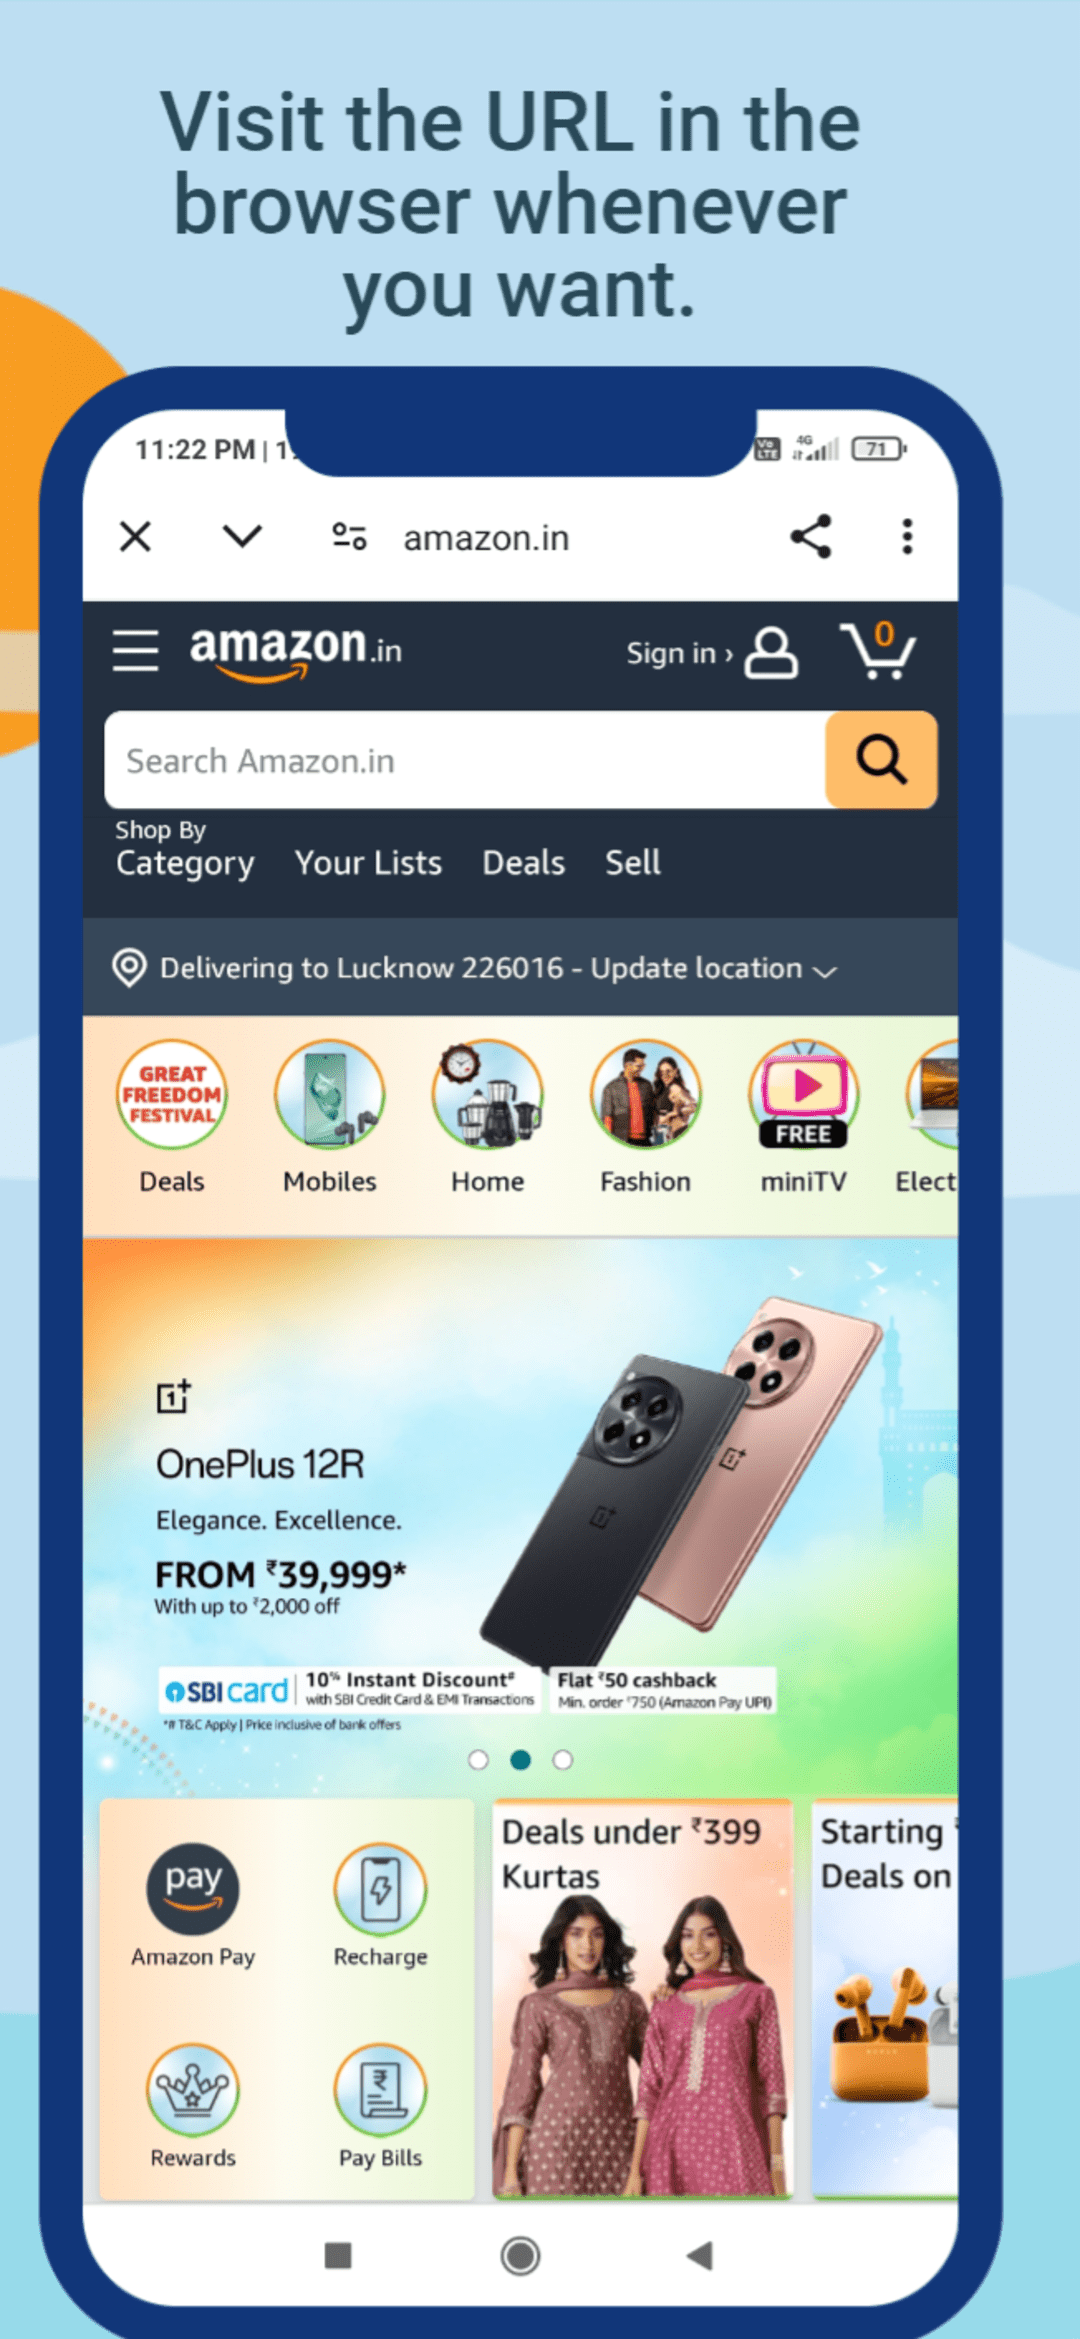 Visit the URL in the
browser whenever
you want.
11:22 PM | 1
Vo LTE 4G 71
amazon.in
amazon.in
Sign in ›
0
Search Amazon.in
Shop By
Category Your Lists Deals Sell
Delivering to Lucknow 226016 - Update location
GREAT
FREEDOM
FESTIVAL
FREE
Deals Mobiles Home Fashion miniTV Elect
OnePlus 12R
Elegance. Excellence.
FROM ₹39,999*
With up to ₹2,000 off
SBI card 10% Instant Discount#
with SBI Credit Card & EMI Transactions
Flat ₹50 cashback
Min. order ₹750 (Amazon Pay UPI)
*# T&C Apply | Price inclusive of bank offers
pay
Amazon Pay Recharge
Rewards Pay Bills
Deals under ₹399
Kurtas
Starting
Deals on